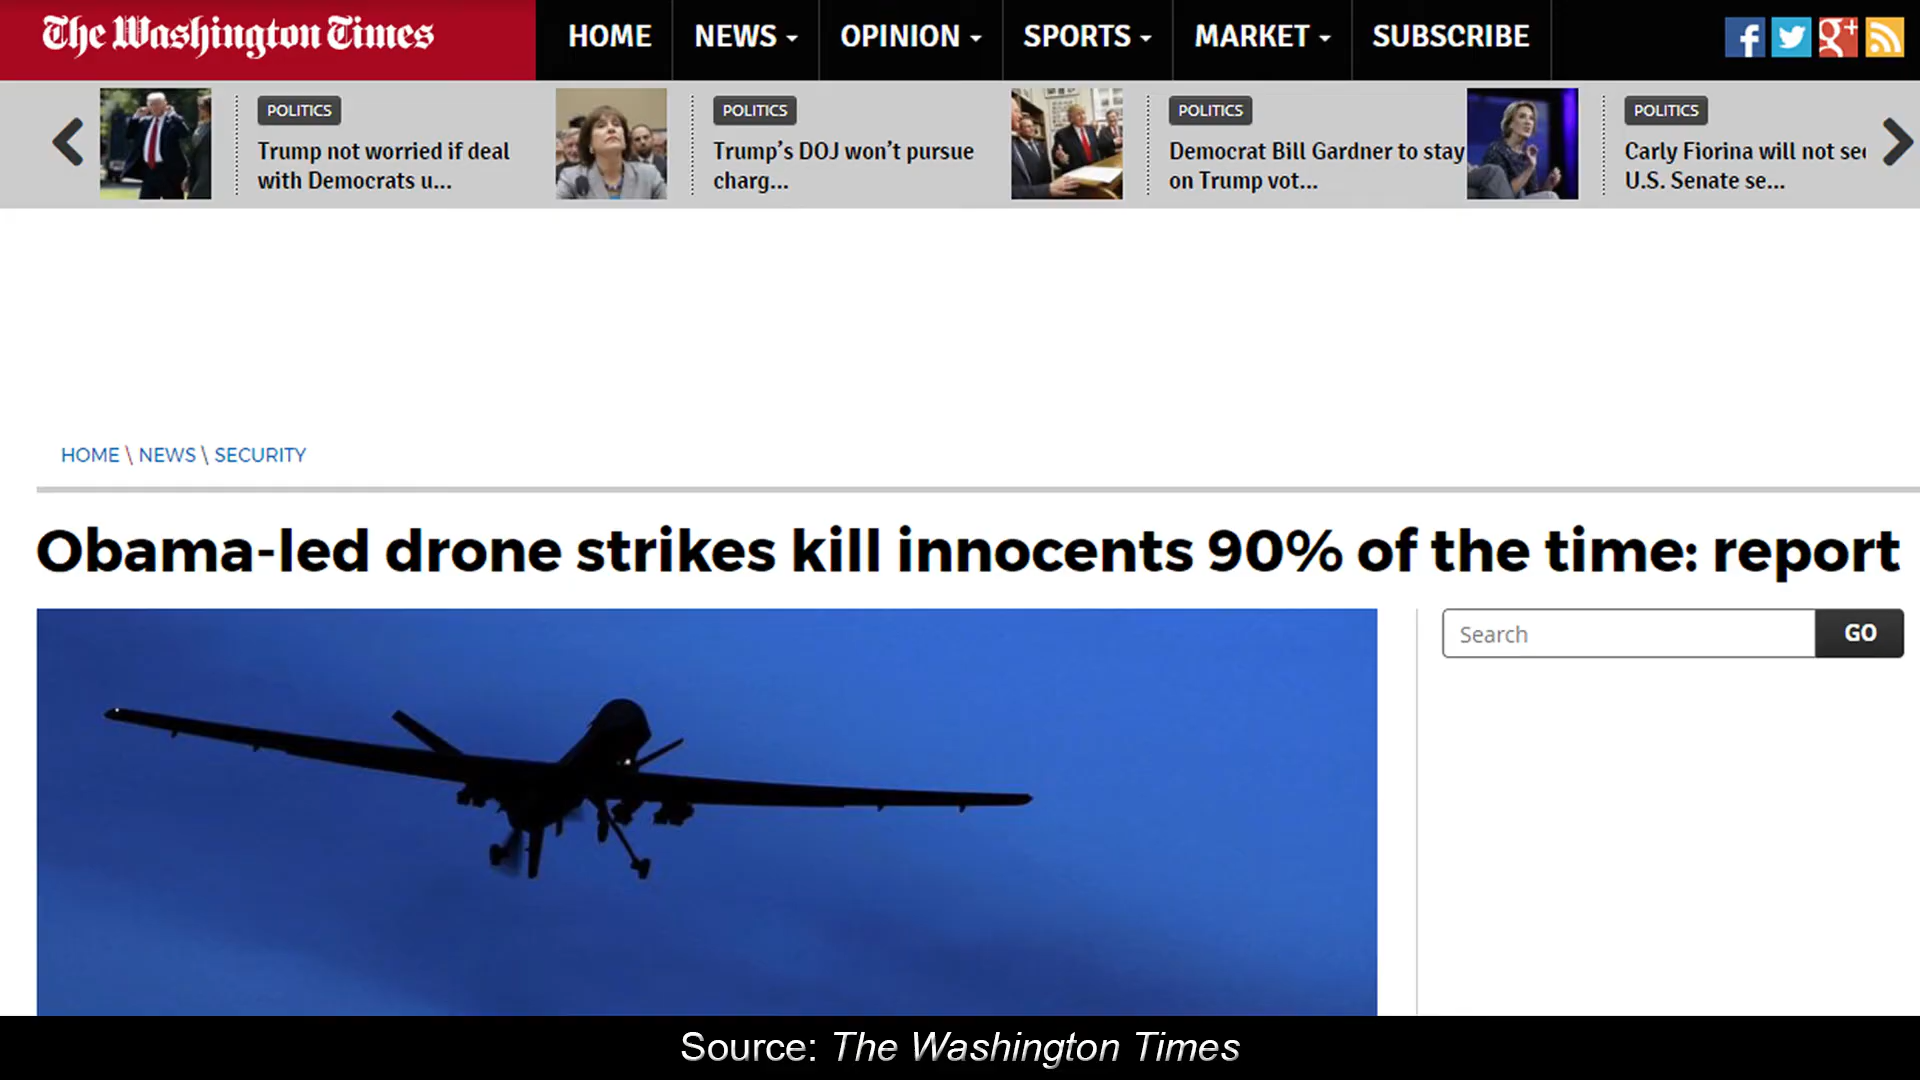 The Washington Times
HOME NEWS OPINION SPORTS MARKET SUBSCRIBE
POLITICS
Trump not worried if deal
with Democrats u...
POLITICS
Trump's DOJ won't pursue
charg...
POLITICS
Democrat Bill Gardner to stay
on Trump vot...
POLITICS
Carly Fiorina will not
U.S. Senate se...
HOME \ NEWS \ SECURITY
Obama-led drone strikes kill innocents 90% of the time: report
Search GO
Source: The Washington Times